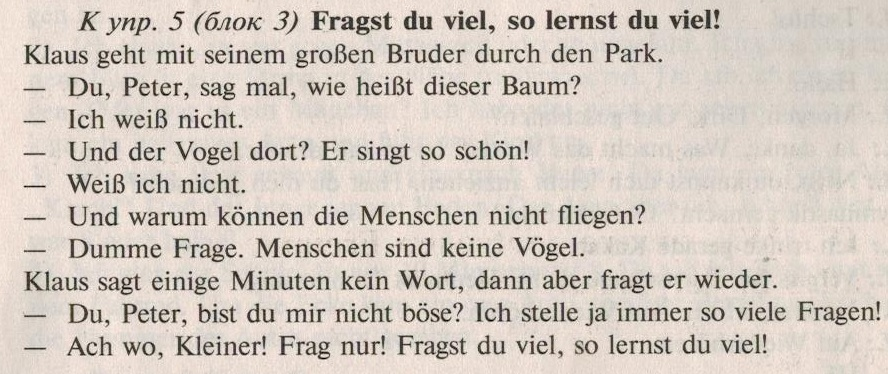 К упр. 5 (блок 3) Fragst du viel, so lernst du viel!
Klaus geht mit seinem großen Bruder durch den Park.
— Du, Peter, sag mal, wie heißt dieser Baum?
— Ich weiß nicht.
— Und der Vogel dort? Er singt so schön!
— Weiß ich nicht.
— Und warum können die Menschen nicht fliegen?
— Dumme Frage. Menschen sind keine Vögel.
Klaus sagt einige Minuten kein Wort, dann aber fragt er wieder.
— Du, Peter, bist du mir nicht böse? Ich stelle ja immer so viele Fragen!
— Ach wo, Kleiner! Frag nur! Fragst du viel, so lernst du viel!